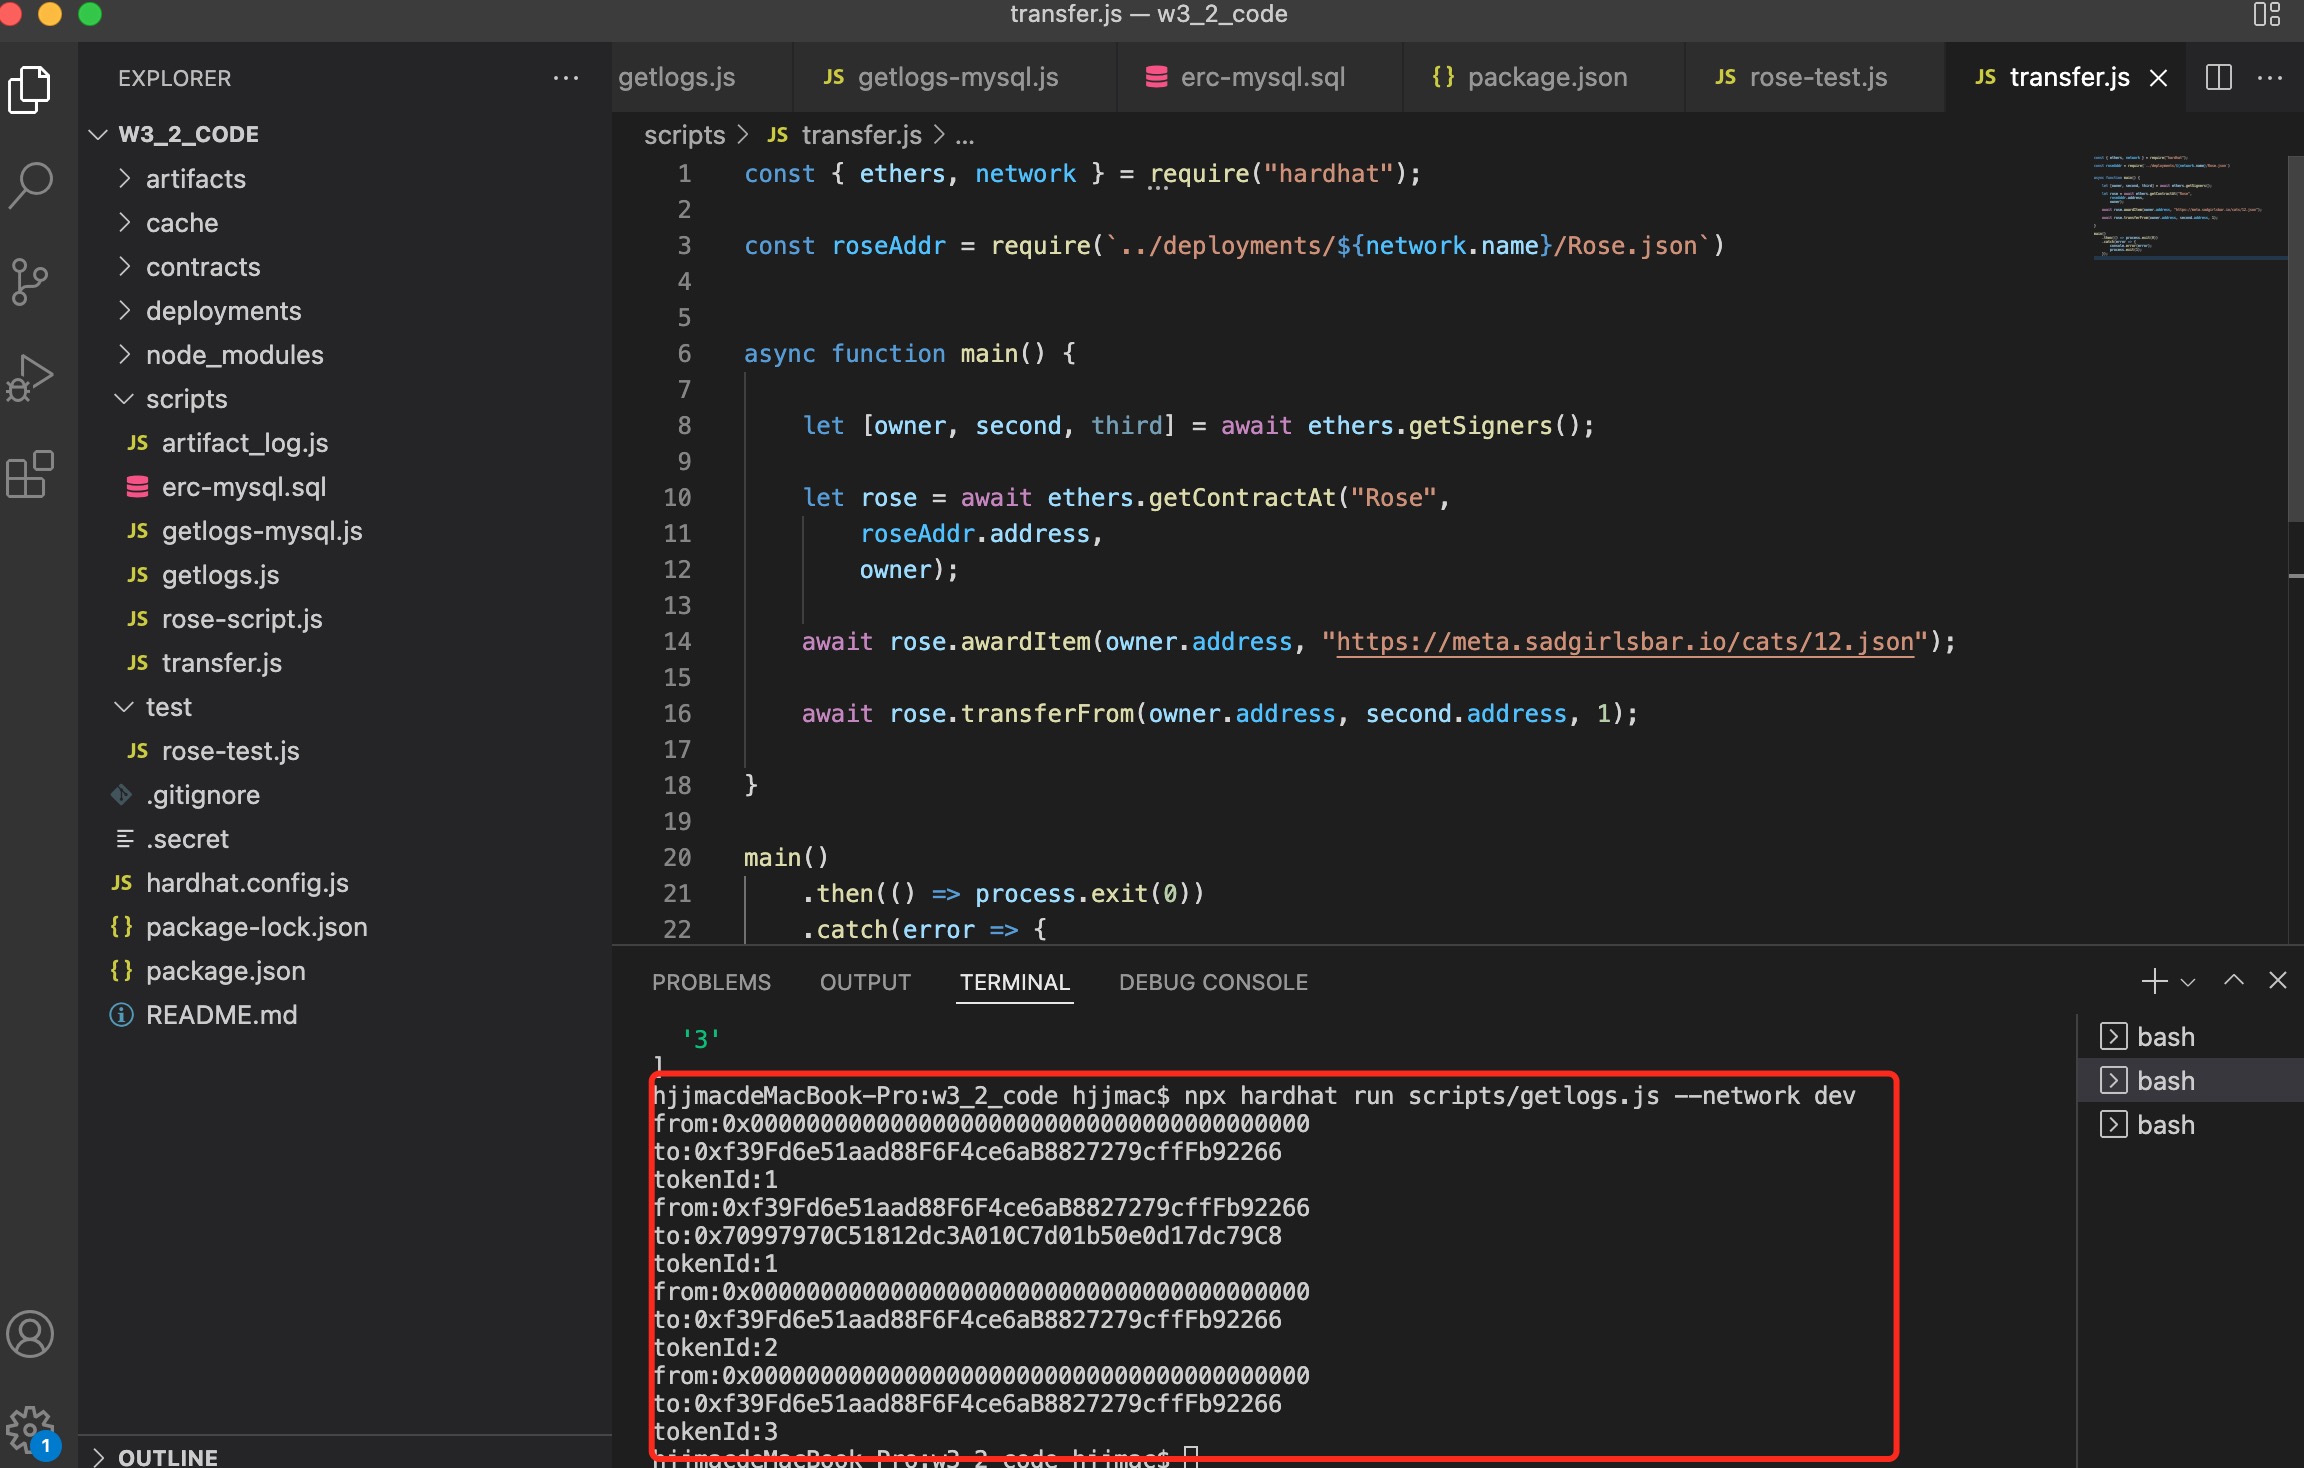 transfer.js — w3_2_code
EXPLORER
W3_2_CODE
artifacts
cache
contracts
deployments
node_modules
scripts
JS artifact_log.js
erc-mysql.sql
JS getlogs-mysql.js
JS getlogs.js
JS rose-script.js
JS transfer.js
test
JS rose-test.js
.gitignore
.secret
JS hardhat.config.js
{} package-lock.json
{} package.json
README.md
1
OUTLINE
getlogs.js
JS getlogs-mysql.js
erc-mysql.sql
{} package.json
JS rose-test.js
JS transfer.js
scripts > JS transfer.js > ...
1 const { ethers, network } = require("hardhat");
2
3 const roseAddr = require(`../deployments/${network.name}/Rose.json`)
4
5
6 async function main() {
7
8 let [owner, second, third] = await ethers.getSigners();
9
10 let rose = await ethers.getContractAt("Rose",
11 roseAddr.address,
12 owner);
13
14 await rose.awardItem(owner.address, "https://meta.sadgirlsbar.io/cats/12.json");
15
16 await rose.transferFrom(owner.address, second.address, 1);
17
18 }
19
20 main()
21 .then(() => process.exit(0))
22 .catch(error => {
PROBLEMS
OUTPUT
TERMINAL
DEBUG CONSOLE
'3'
]
hjjmacdeMacBook-Pro:w3_2_code hjjmac$ npx hardhat run scripts/getlogs.js --network dev
from:0x0000000000000000000000000000000000000000
to:0xf39Fd6e51aad88F6F4ce6aB8827279cffFb92266
tokenId:1
from:0xf39Fd6e51aad88F6F4ce6aB8827279cffFb92266
to:0x70997970C51812dc3A010C7d01b50e0d17dc79C8
tokenId:1
from:0x0000000000000000000000000000000000000000
to:0xf39Fd6e51aad88F6F4ce6aB8827279cffFb92266
tokenId:2
from:0x0000000000000000000000000000000000000000
to:0xf39Fd6e51aad88F6F4ce6aB8827279cffFb92266
tokenId:3
hjjmacdeMacBook-Pro:w3_2_code hjjmac$
bash
bash
bash